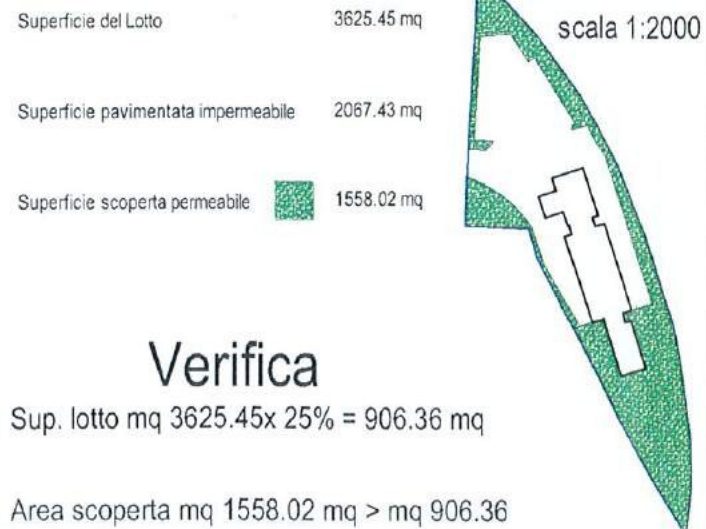 Superficie del Lotto 3625.45 mq
scala 1:2000
Superficie pavimentata impermeabile 2067.43 mq
Superficie scoperta permeabile 1558.02 mq
Verifica
Sup. lotto mq 3625.45x 25% = 906.36 mq
Area scoperta mq 1558.02 mq > mq 906.36